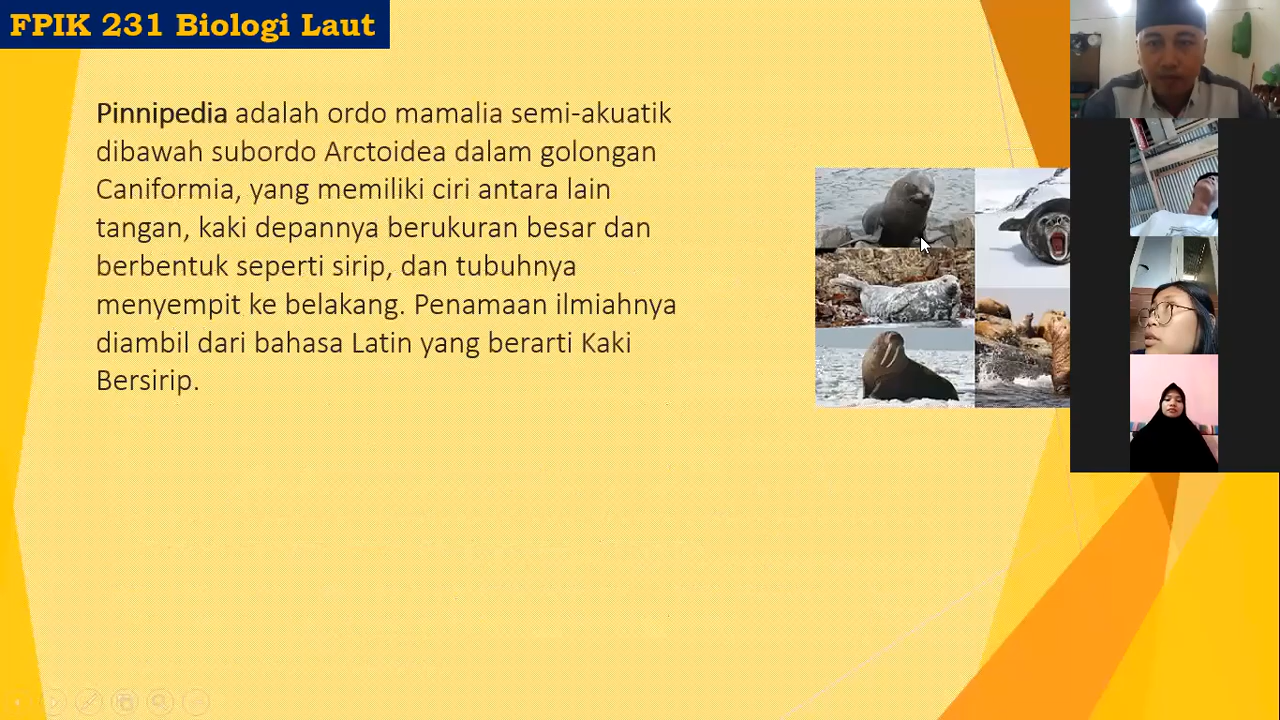 FPIK 231 Biologi Laut
Pinnipedia adalah ordo mamalia semi-akuatik
dibawah subordo Arctoidea dalam golongan
Caniformia, yang memiliki ciri antara lain
tangan, kaki depannya berukuran besar dan
berbentuk seperti sirip, dan tubuhnya
menyempit ke belakang. Penamaan ilmiahnya
diambil dari bahasa Latin yang berarti Kaki
Bersirip.